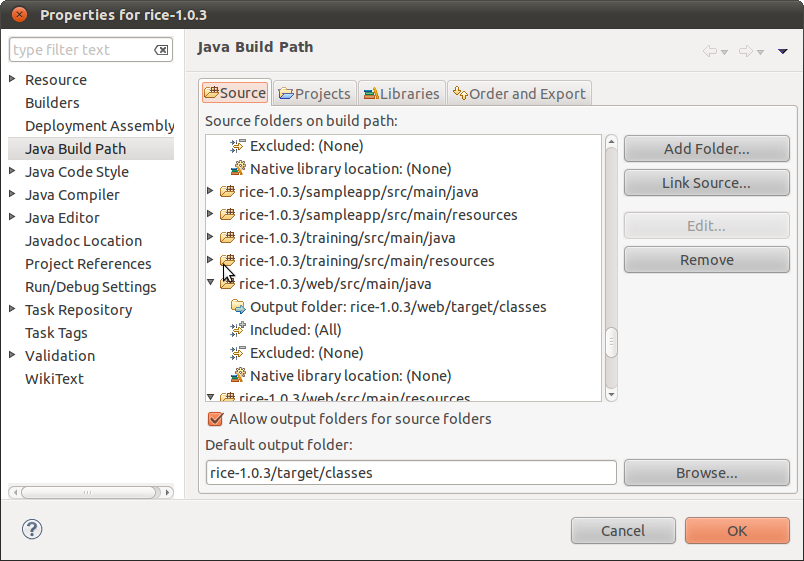 Properties for rice-1.0.3
type filter text
Resource
Builders
Deployment Assembly
Java Build Path
Java Code Style
Java Compiler
Java Editor
Javadoc Location
Project References
Run/Debug Settings
Task Repository
Task Tags
Validation
WikiText
Java Build Path
Source Projects Libraries Order and Export
Source folders on build path:
Excluded: (None)
Native library location: (None)
rice-1.0.3/sampleapp/src/main/java
rice-1.0.3/sampleapp/src/main/resources
rice-1.0.3/training/src/main/java
rice-1.0.3/training/src/main/resources
rice-1.0.3/web/src/main/java
Output folder: rice-1.0.3/web/target/classes
Included: (All)
Excluded: (None)
Native library location: (None)
rice-1.0.3/web/src/main/resources
Add Folder...
Link Source...
Edit...
Remove
Allow output folders for source folders
Default output folder:
rice-1.0.3/target/classes
Browse...
Cancel
OK